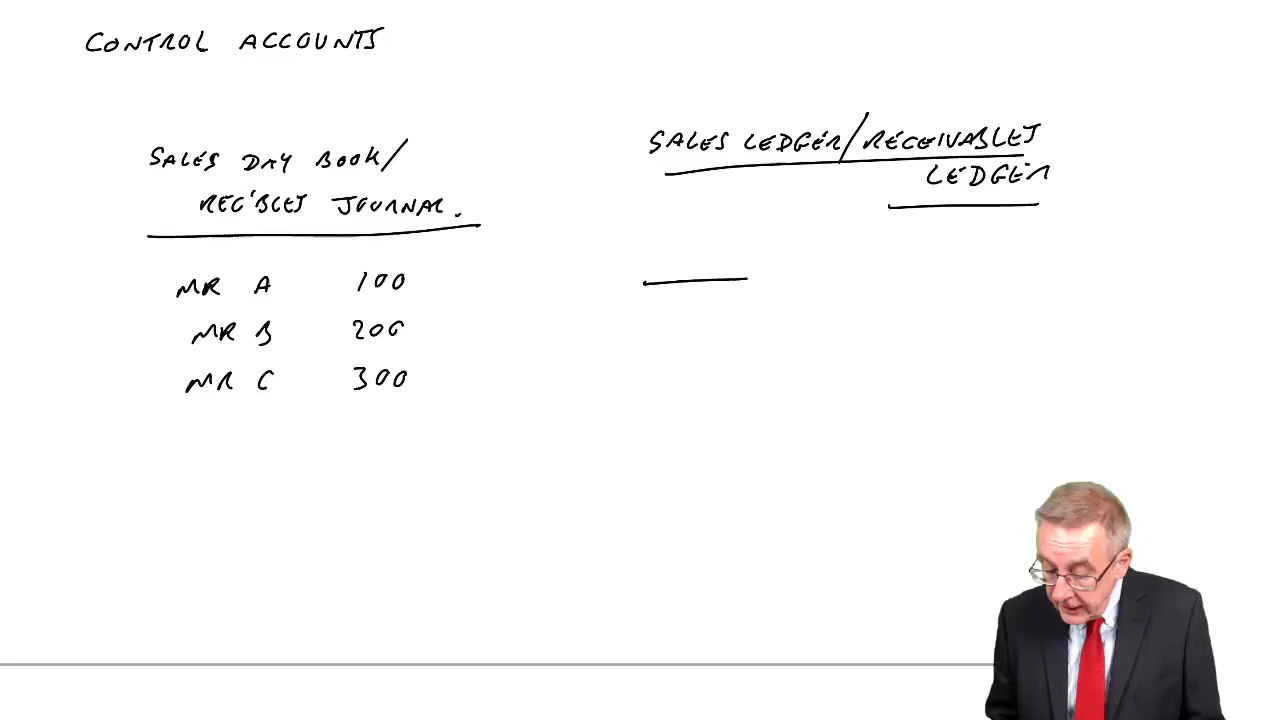 CONTROL ACCOUNTS
SALES DAY BOOK/
REC'BLES JOURNAL.
MR A 100
MR B 200
MR C 300
SALES LEDGER/RECEIVABLES
LEDGER